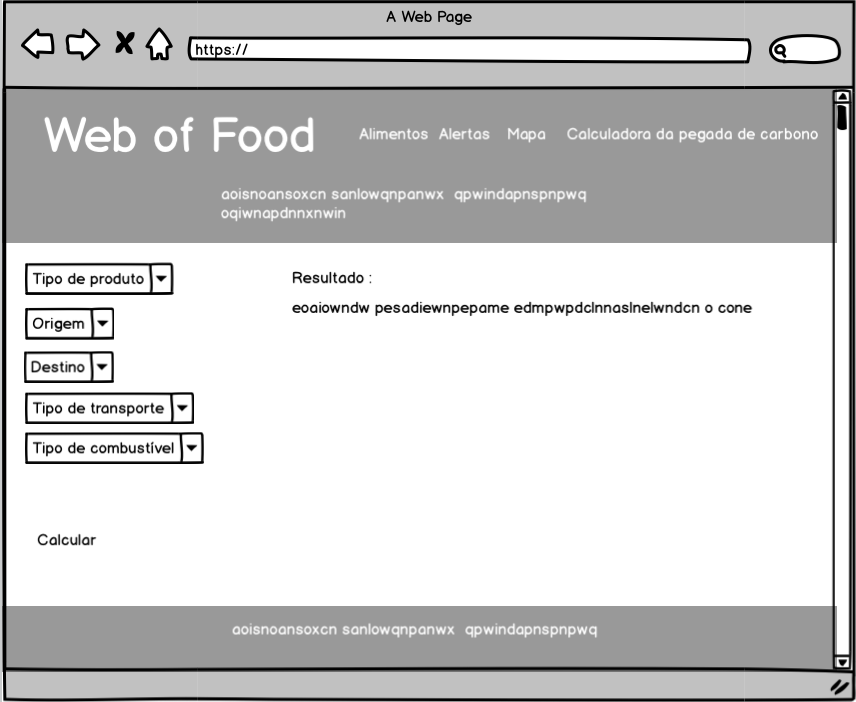 A Web Page
https://
Web of Food
Alimentos Alertas Mapa Calculadora da pegada de carbono
aoisnoansoxcn sanlowqnpanwx qpwindapnspnpwq
oqiwnapdnnxnwin
Tipo de produto
Resultado :
eoaiowndw pesadiewnpepame edmpwpdclnnaslnelwndcn o cone
Origem
Destino
Tipo de transporte
Tipo de combustível
Calcular
aoisnoansoxcn sanlowqnpanwx qpwindapnspnpwq